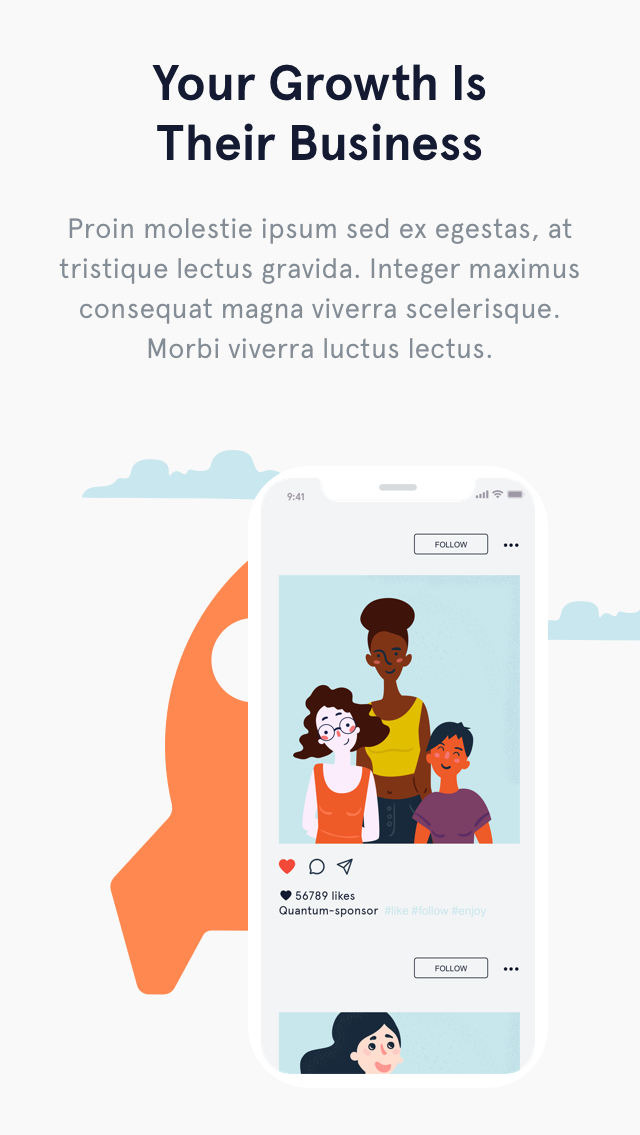 Your Growth Is
Their Business
Proin molestie ipsum sed ex egestas, at
tristique lectus gravida. Integer maximus
consequat magna viverra scelerisque.
Morbi viverra luctus lectus.
9:41
FOLLOW
56789 likes
Quantum-sponsor #like #follow #enjoy
FOLLOW